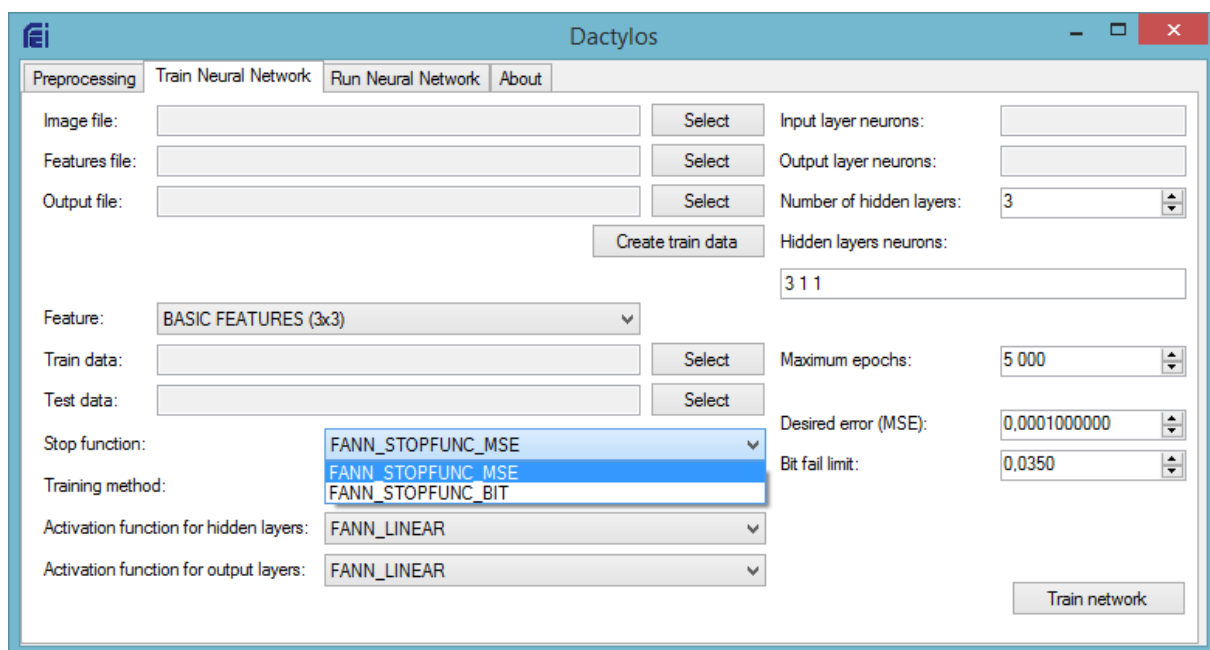 Dactylos
Preprocessing Train Neural Network Run Neural Network About
Image file: Select
Features file: Select
Output file: Select
Create train data
Feature: BASIC FEATURES (3x3)
Train data: Select
Test data: Select
Stop function: FANN_STOPFUNC_MSE
FANN_STOPFUNC_MSE
FANN_STOPFUNC_BIT
Training method:
Activation function for hidden layers: FANN_LINEAR
Activation function for output layers: FANN_LINEAR
Input layer neurons:
Output layer neurons:
Number of hidden layers: 3
Hidden layers neurons:
3 1 1
Maximum epochs: 5 000
Desired error (MSE): 0,0001000000
Bit fail limit: 0,0350
Train network